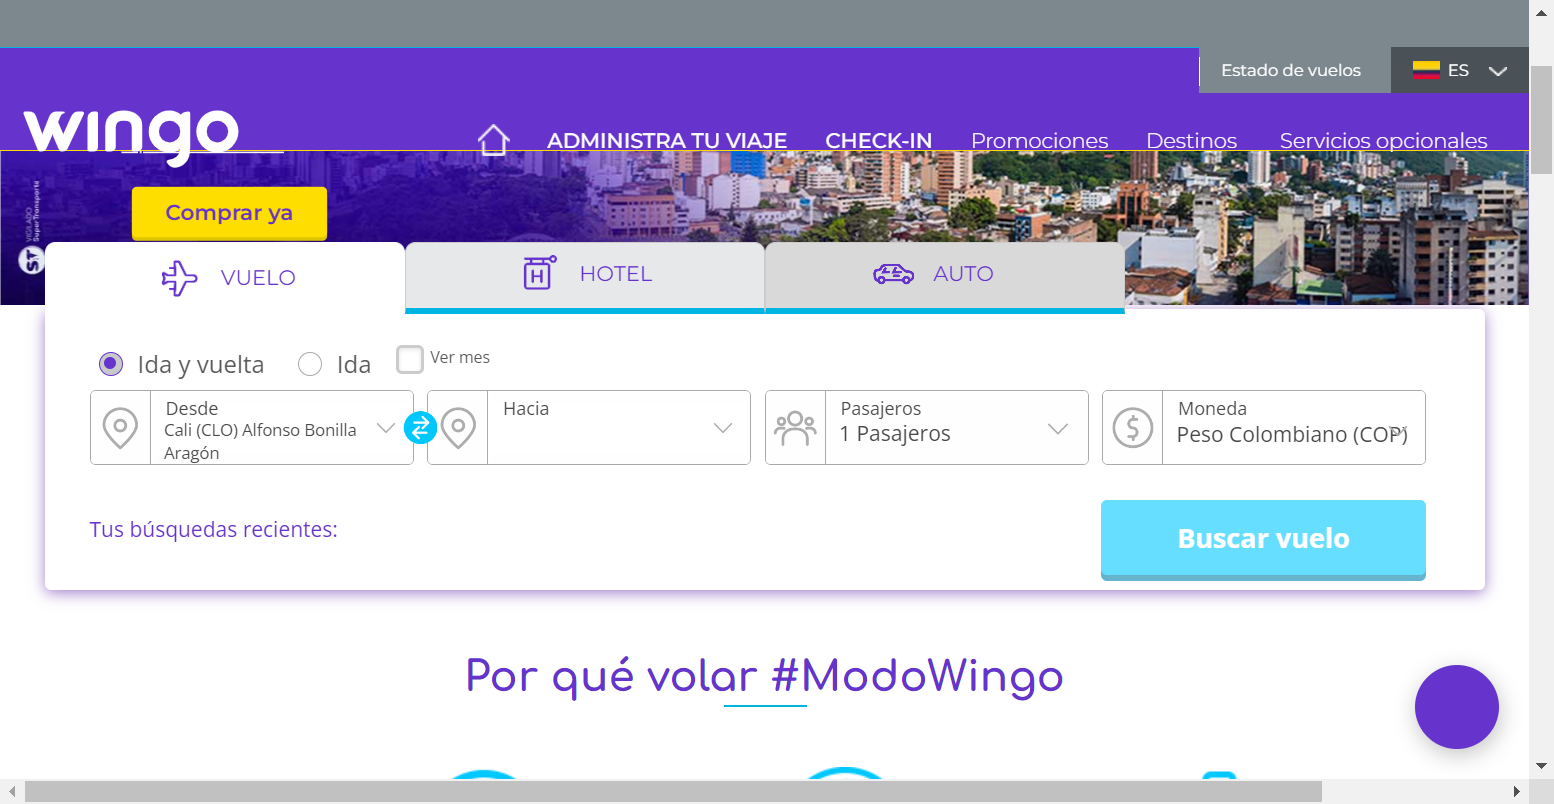 Estado de vuelos
ES
wingo
ADMINISTRA TU VIAJE
CHECK-IN
Promociones
Destinos
Servicios opcionales
VIGILADO
SuperTransporte
Comprar ya
VUELO
HOTEL
AUTO
Ida y vuelta
Ida
Ver mes
Desde
Cali (CLO) Alfonso Bonilla
Aragón
Hacia
Pasajeros
1 Pasajeros
Moneda
Peso Colombiano (COP)
Tus búsquedas recientes:
Buscar vuelo
Por qué volar #ModoWingo